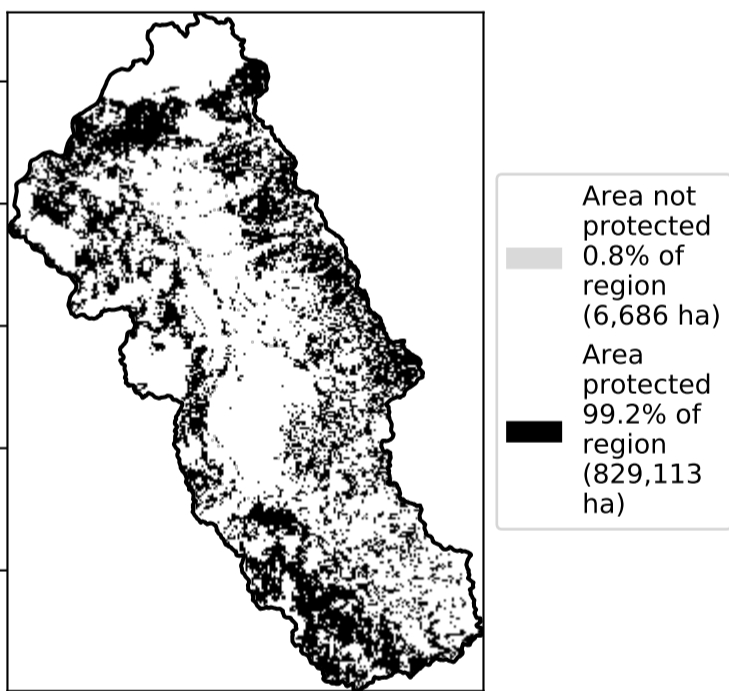 Area not
protected
0.8% of
region
(6,686 ha)
Area
protected
99.2% of
region
(829,113
ha)